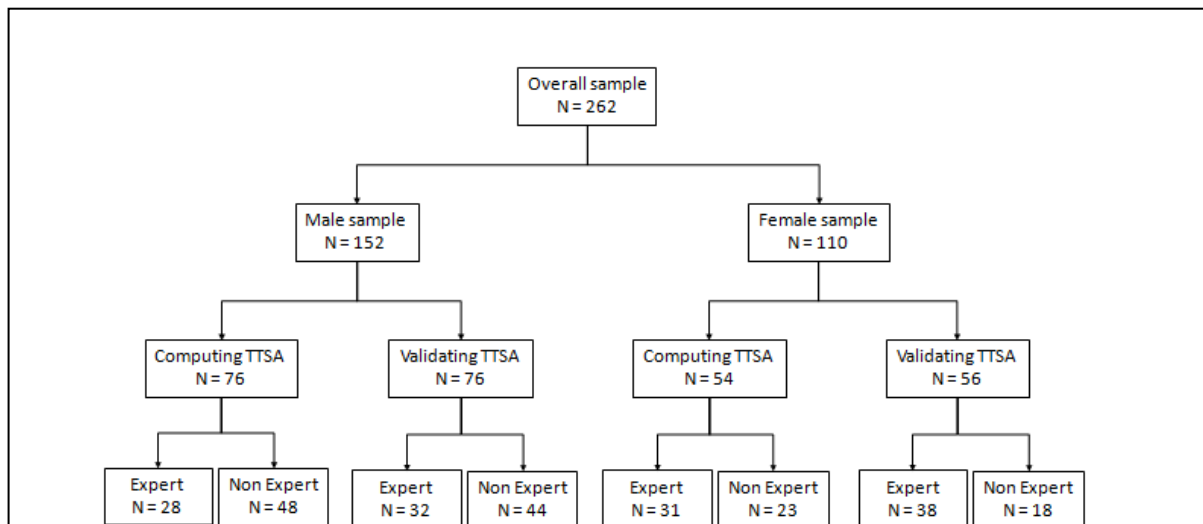 Overall sample
N = 262
Male sample
N = 152
Female sample
N = 110
Computing TTSA
N = 76
Validating TTSA
N = 76
Computing TTSA
N = 54
Validating TTSA
N = 56
Expert
N = 28
Non Expert
N = 48
Expert
N = 32
Non Expert
N = 44
Expert
N = 31
Non Expert
N = 23
Expert
N = 38
Non Expert
N = 18